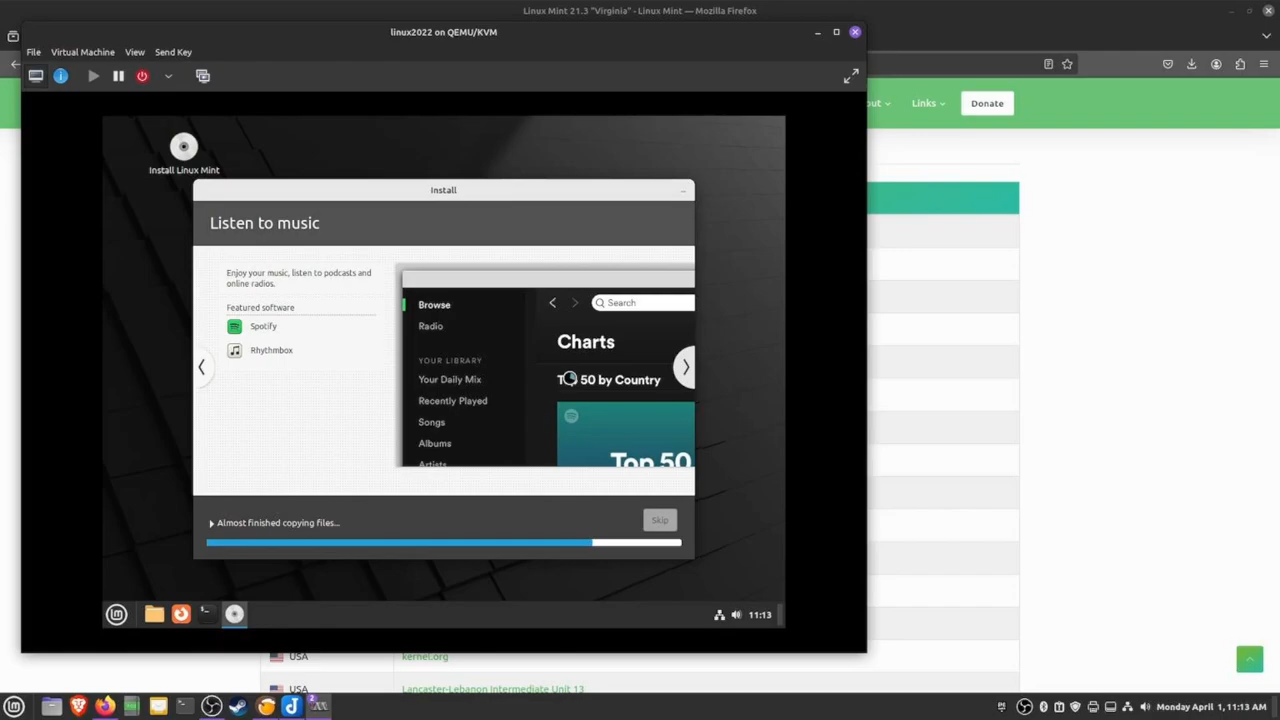 Linux Mint 21.3 "Virginia" - Linux Mint — Mozilla Firefox
linux2022 on QEMU/KVM
File Virtual Machine View Send Key
Links
Donate
Install Linux Mint
Install
Listen to music
Enjoy your music, listen to podcasts and
online radios.
Featured software
Spotify
Rhythmbox
Browse
Radio
YOUR LIBRARY
Your Daily Mix
Recently Played
Songs
Albums
Artists
Search
Charts
50 by Country
Top 50
Almost finished copying files...
Skip
11:13
USA kernel.org
USA Lancaster-Lebanon Intermediate Unit 13
Monday April 1, 11:13 AM